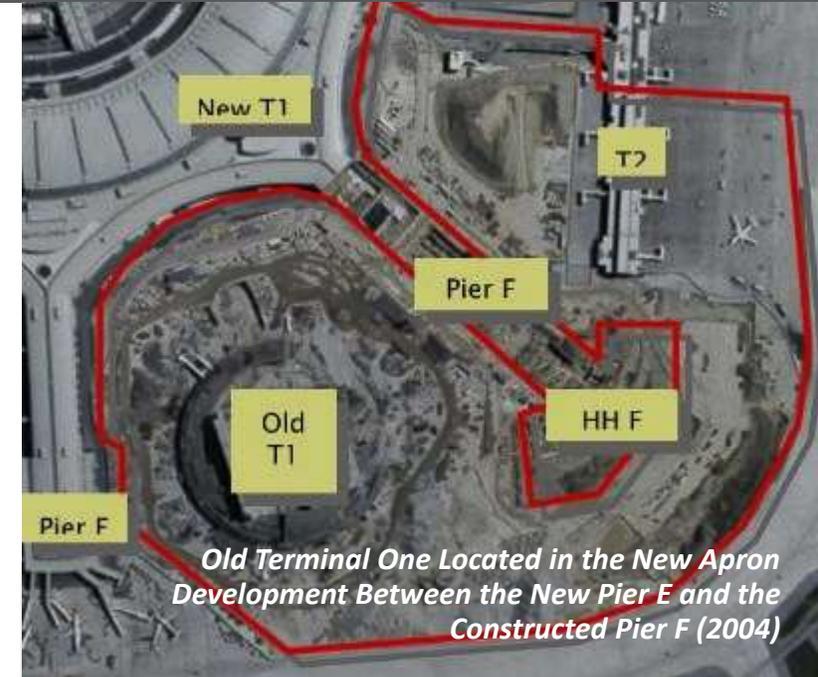 New T1
T2
Pier F
Old
T1
HH F
Pier F
Old Terminal One Located in the New Apron
Development Between the New Pier E and the
Constructed Pier F (2004)